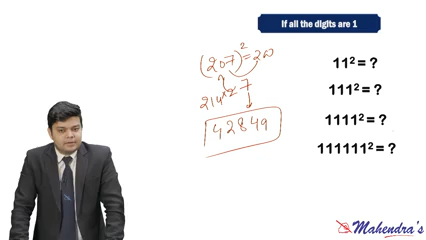 If all the digits are 1
(207)² = 20
214 × 2 7
42849
11² = ?
111² = ?
1111² = ?
111111² = ?
Mahendra's